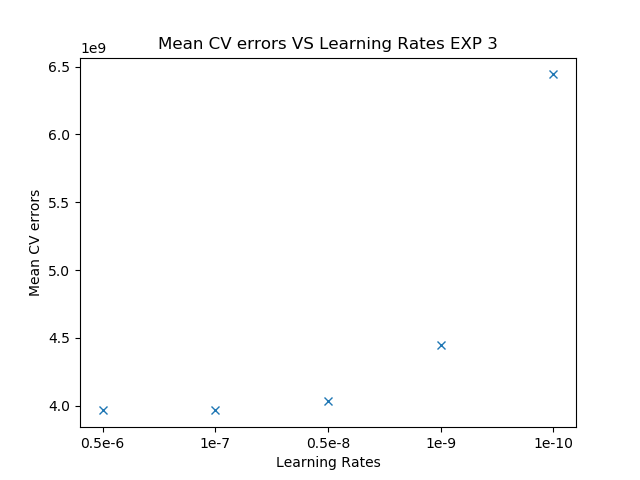 Mean CV errors VS Learning Rates EXP 3
1e9
6.5
6.0
5.5
5.0
4.5
4.0
Mean CV errors
0.5e-6 1e-7 0.5e-8 1e-9 1e-10
Learning Rates